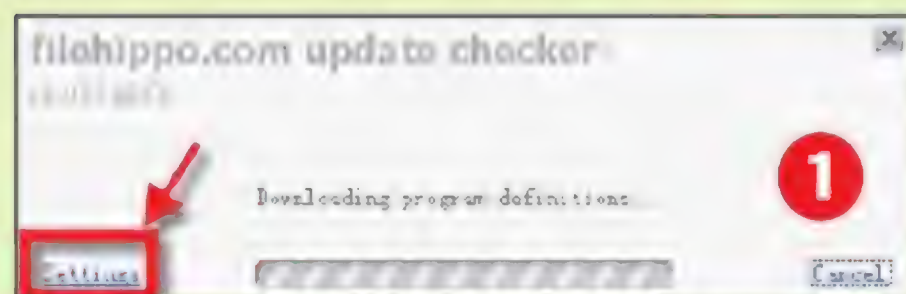 filehippo.com update checker
1
Downloading program definitions...
Settings
Cancel